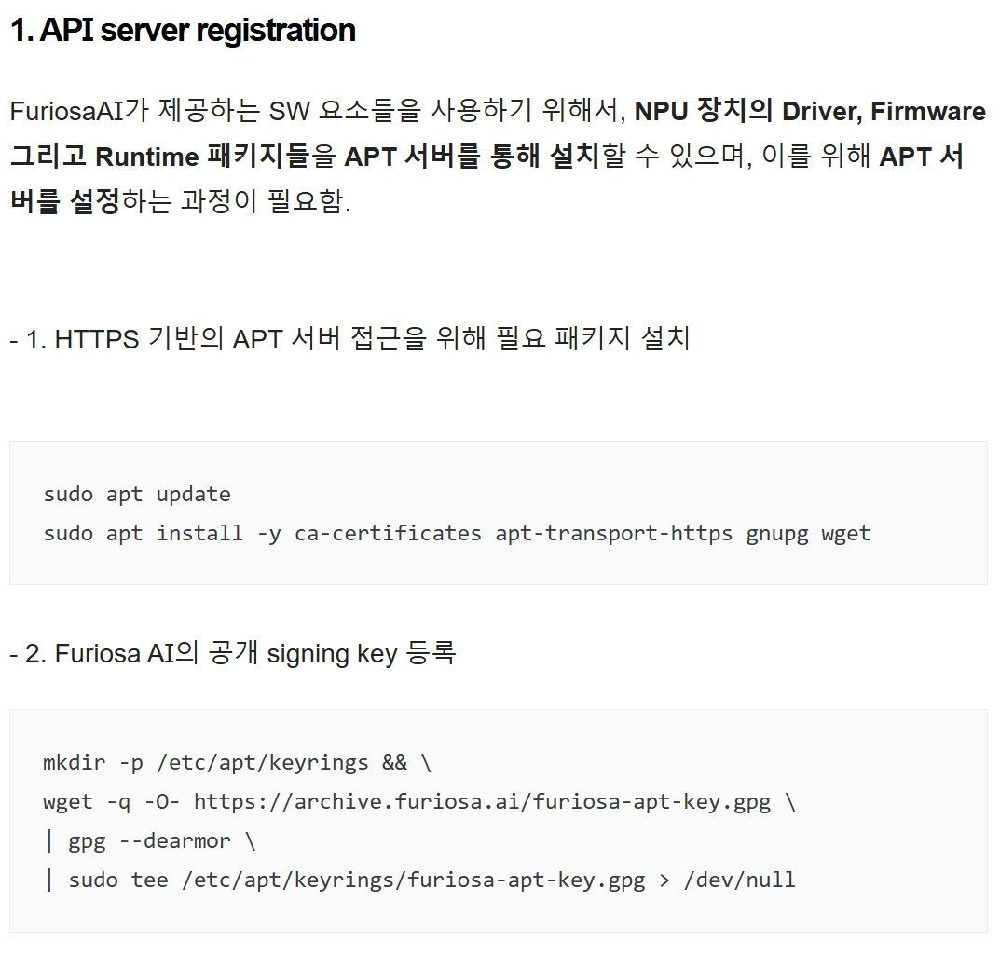 1. API server registration
FuriosaAI가 제공하는 SW 요소들을 사용하기 위해서, NPU 장치의 Driver, Firmware
그리고 Runtime 패키지들을 APT 서버를 통해 설치할 수 있으며, 이를 위해 APT 서
버를 설정하는 과정이 필요함.
- 1. HTTPS 기반의 APT 서버 접근을 위해 필요 패키지 설치
sudo apt update
sudo apt install -y ca-certificates apt-transport-https gnupg wget
- 2. Furiosa AI의 공개 signing key 등록
mkdir -p /etc/apt/keyrings && \
wget -q -O- https://archive.furiosa.ai/furiosa-apt-key.gpg \
| gpg --dearmor \
| sudo tee /etc/apt/keyrings/furiosa-apt-key.gpg > /dev/null